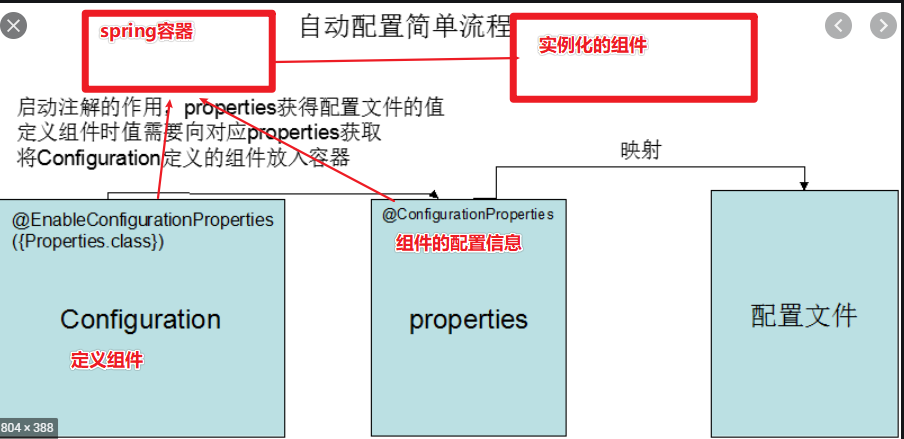 自动配置简单流程
spring容器
实例化的组件
启动注解的作用，properties获得配置文件的值
定义组件时值需要向对应properties获取
将Configuration定义的组件放入容器
映射
@EnableConfigurationProperties
({Properties.class})
Configuration
定义组件
@ConfigurationProperties
组件的配置信息
properties
配置文件
804 × 388